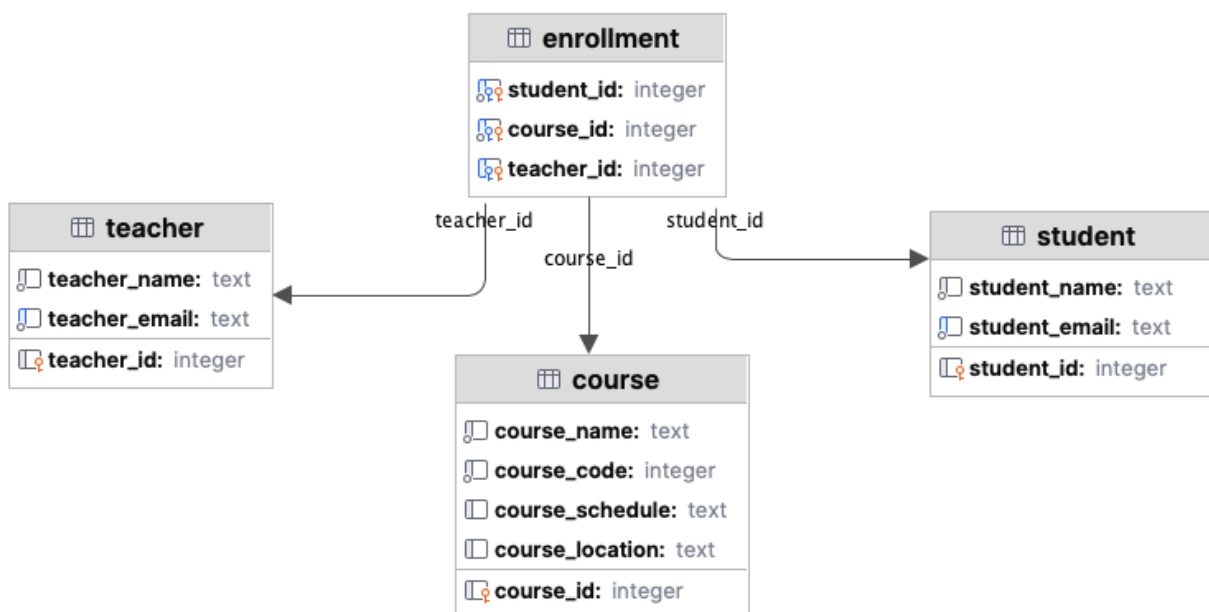 enrollment
student_id: integer
course_id: integer
teacher_id: integer
teacher_id
course_id
student_id
teacher
teacher_name: text
teacher_email: text
teacher_id: integer
course
course_name: text
course_code: integer
course_schedule: text
course_location: text
course_id: integer
student
student_name: text
student_email: text
student_id: integer